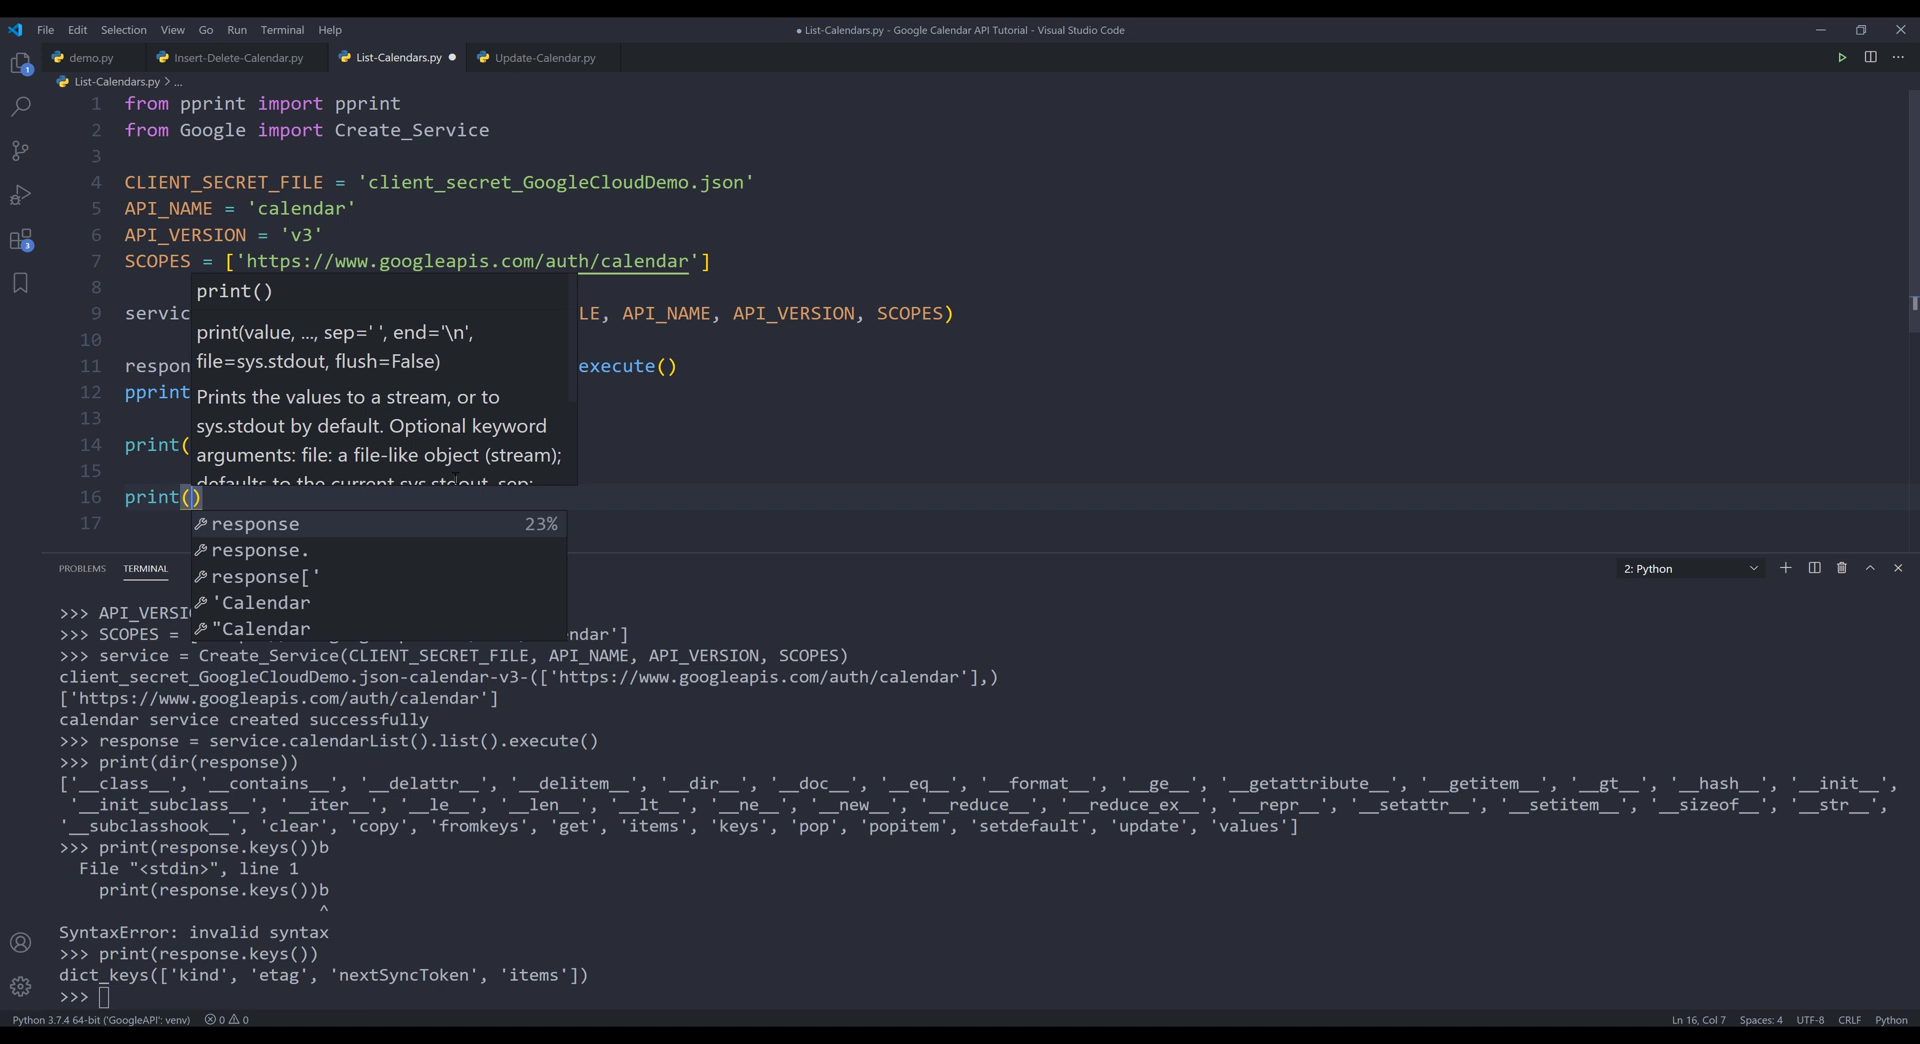 File Edit Selection View Go Run Terminal Help
● List-Calendars.py - Google Calendar API Tutorial - Visual Studio Code
demo.py Insert-Delete-Calendar.py List-Calendars.py ● Update-Calendar.py
List-Calendars.py > ...
1 from pprint import pprint
2 from Google import Create_Service
3
4 CLIENT_SECRET_FILE = 'client_secret_GoogleCloudDemo.json'
5 API_NAME = 'calendar'
6 API_VERSION = 'v3'
7 SCOPES = ['https://www.googleapis.com/auth/calendar']
8
print()
9 servic LE, API_NAME, API_VERSION, SCOPES)
print(value, ..., sep=' ', end='\n',
10
file=sys.stdout, flush=False)
11 respon execute()
12 pprint
Prints the values to a stream, or to
13
sys.stdout by default. Optional keyword
14 print(
arguments: file: a file-like object (stream);
15
defaults to the current sys.stdout. sep:
16 print()
17
response 23%
response.
response['
'Calendar
"Calendar
PROBLEMS TERMINAL 2: Python
>>> API_VERSI
>>> SCOPES = [ ndar']
>>> service = Create_Service(CLIENT_SECRET_FILE, API_NAME, API_VERSION, SCOPES)
client_secret_GoogleCloudDemo.json-calendar-v3-(['https://www.googleapis.com/auth/calendar'],)
['https://www.googleapis.com/auth/calendar']
calendar service created successfully
>>> response = service.calendarList().list().execute()
>>> print(dir(response))
['__class__', '__contains__', '__delattr__', '__delitem__', '__dir__', '__doc__', '__eq__', '__format__', '__ge__', '__getattribute__', '__getitem__', '__gt__', '__hash__', '__init__',
'__init_subclass__', '__iter__', '__le__', '__len__', '__lt__', '__ne__', '__new__', '__reduce__', '__reduce_ex__', '__repr__', '__setattr__', '__setitem__', '__sizeof__', '__str__',
'__subclasshook__', 'clear', 'copy', 'fromkeys', 'get', 'items', 'keys', 'pop', 'popitem', 'setdefault', 'update', 'values']
>>> print(response.keys())b
File "<stdin>", line 1
print(response.keys())b
^
SyntaxError: invalid syntax
>>> print(response.keys())
dict_keys(['kind', 'etag', 'nextSyncToken', 'items'])
>>>
Python 3.7.4 64-bit ('GoogleAPI': venv) 0 0 Ln 16, Col 7 Spaces: 4 UTF-8 CRLF Python
1
3